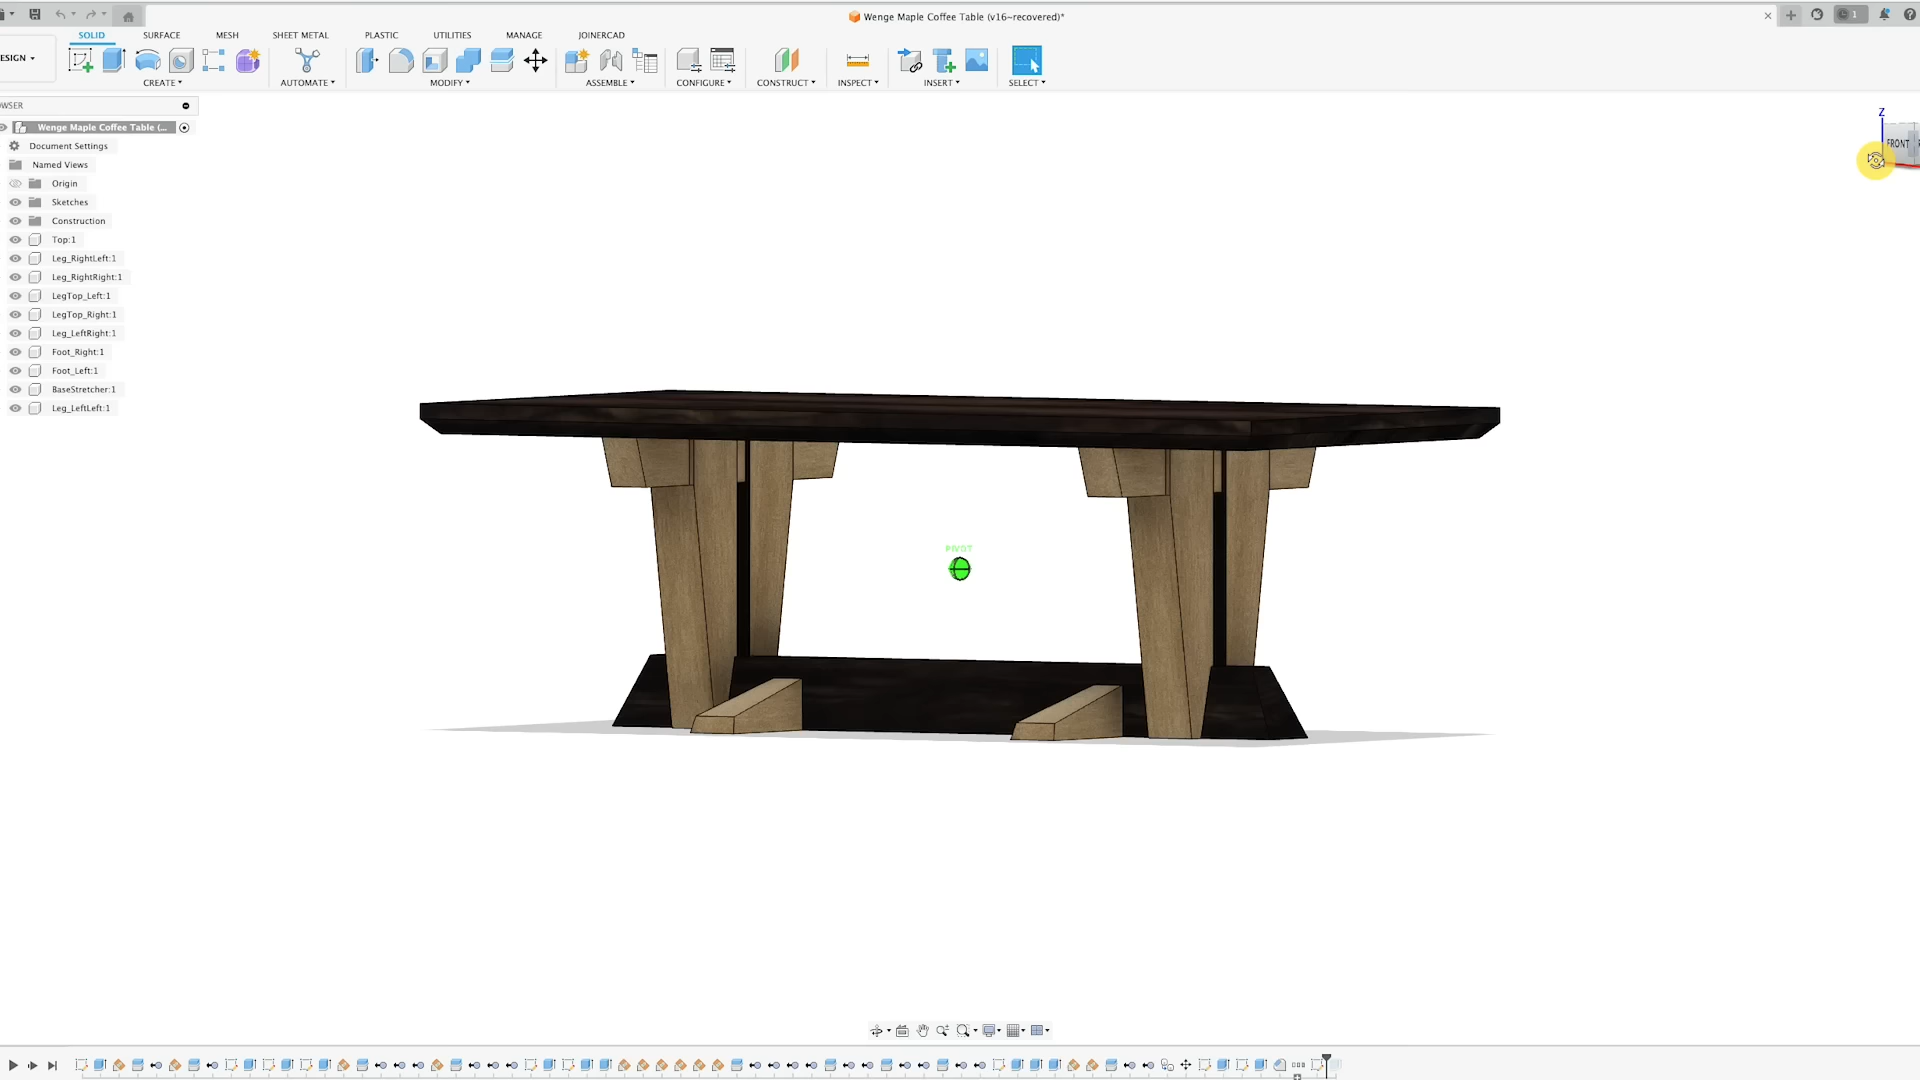 Wenge Maple Coffee Table (v16~recovered)*
1
SOLID
SURFACE
MESH
SHEET METAL
PLASTIC
UTILITIES
MANAGE
JOINERCAD
ESIGN
CREATE
AUTOMATE
MODIFY
ASSEMBLE
CONFIGURE
CONSTRUCT
INSPECT
INSERT
SELECT
WSER
Wenge Maple Coffee Table (...
Document Settings
Named Views
Origin
Sketches
Construction
Top:1
Leg_RightLeft:1
Leg_RightRight:1
LegTop_Left:1
LegTop_Right:1
Leg_LeftRight:1
Foot_Right:1
Foot_Left:1
BaseStretcher:1
Leg_LeftLeft:1
Z
FRONT
PIVOT